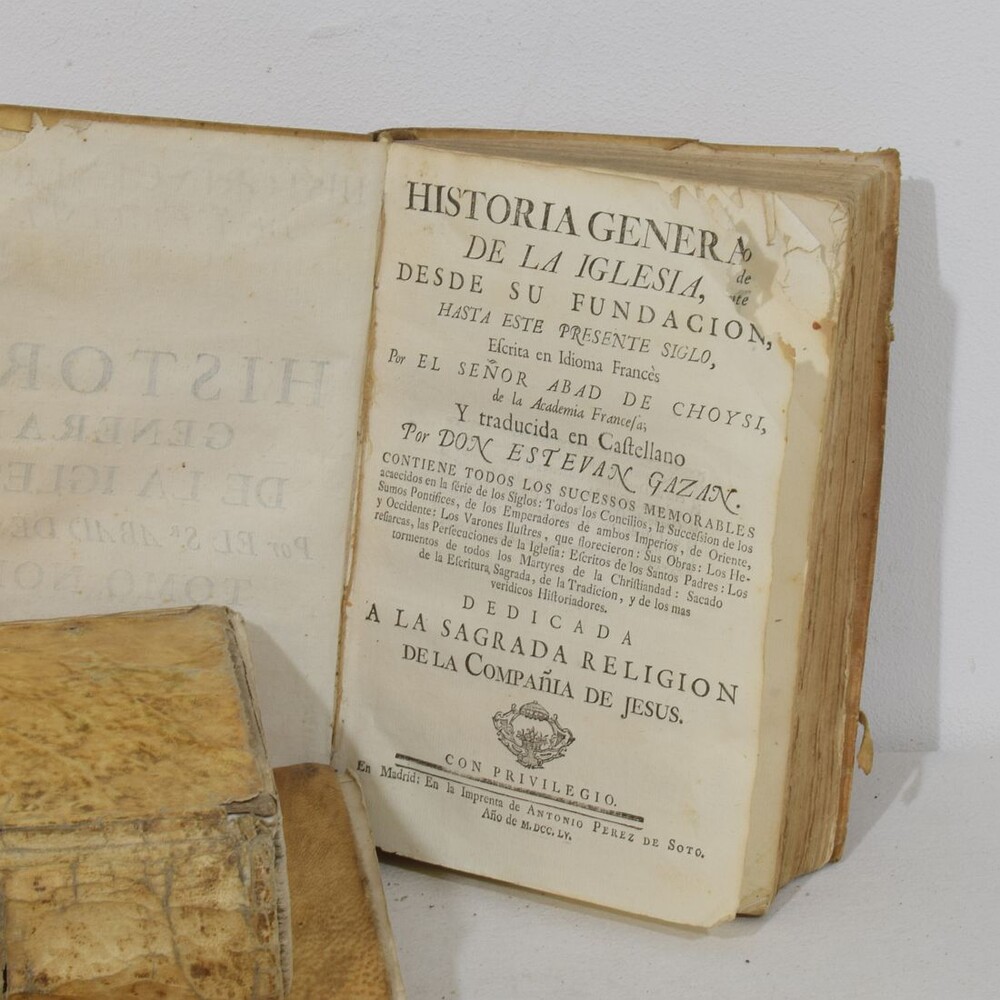 HISTOR
GENERA
DE LA IGLE
Por EL Sr. ABAD DE
TOMO
HISTORIA GENERA
DE LA IGLESIA,
de
DESDE SU FUNDACION,
HASTA ESTE PRESENTE SIGLO,
Eſcrita en Idioma Francès
Por EL SEÑOR ABAD DE CHOYSI,
de la Academia Franceſa;
Y traducida en Caſtellano
Por DON ESTEVAN GAZAN.
CONTIENE TODOS LOS SUCESSOS MEMORABLES
acaecidos en la ſerie de los Siglos: Todos los Concilios, la Succeſsion de los
Sumos Pontifices, de los Emperadores de ambos Imperios, de Oriente,
y Occidente: Los Varones Iluſtres, que florecieron: Sus Obras: Los He-
reſiarcas, las Perſecuciones de la Igleſia: Eſcritos de los Santos Padres: Los
tormentos de todos los Martyres de la Chriſtiandad: Sacado
de la Eſcritura Sagrada, de la Tradicion, y de los mas
veridicos Hiſtoriadores.
DEDICADA
A LA SAGRADA RELIGION
DE LA COMPAÑIA DE JESUS.
CON PRIVILEGIO.
En Madrid: En la Imprenta de ANTONIO PEREZ DE SOTO.
Año de M.DCC.LV.